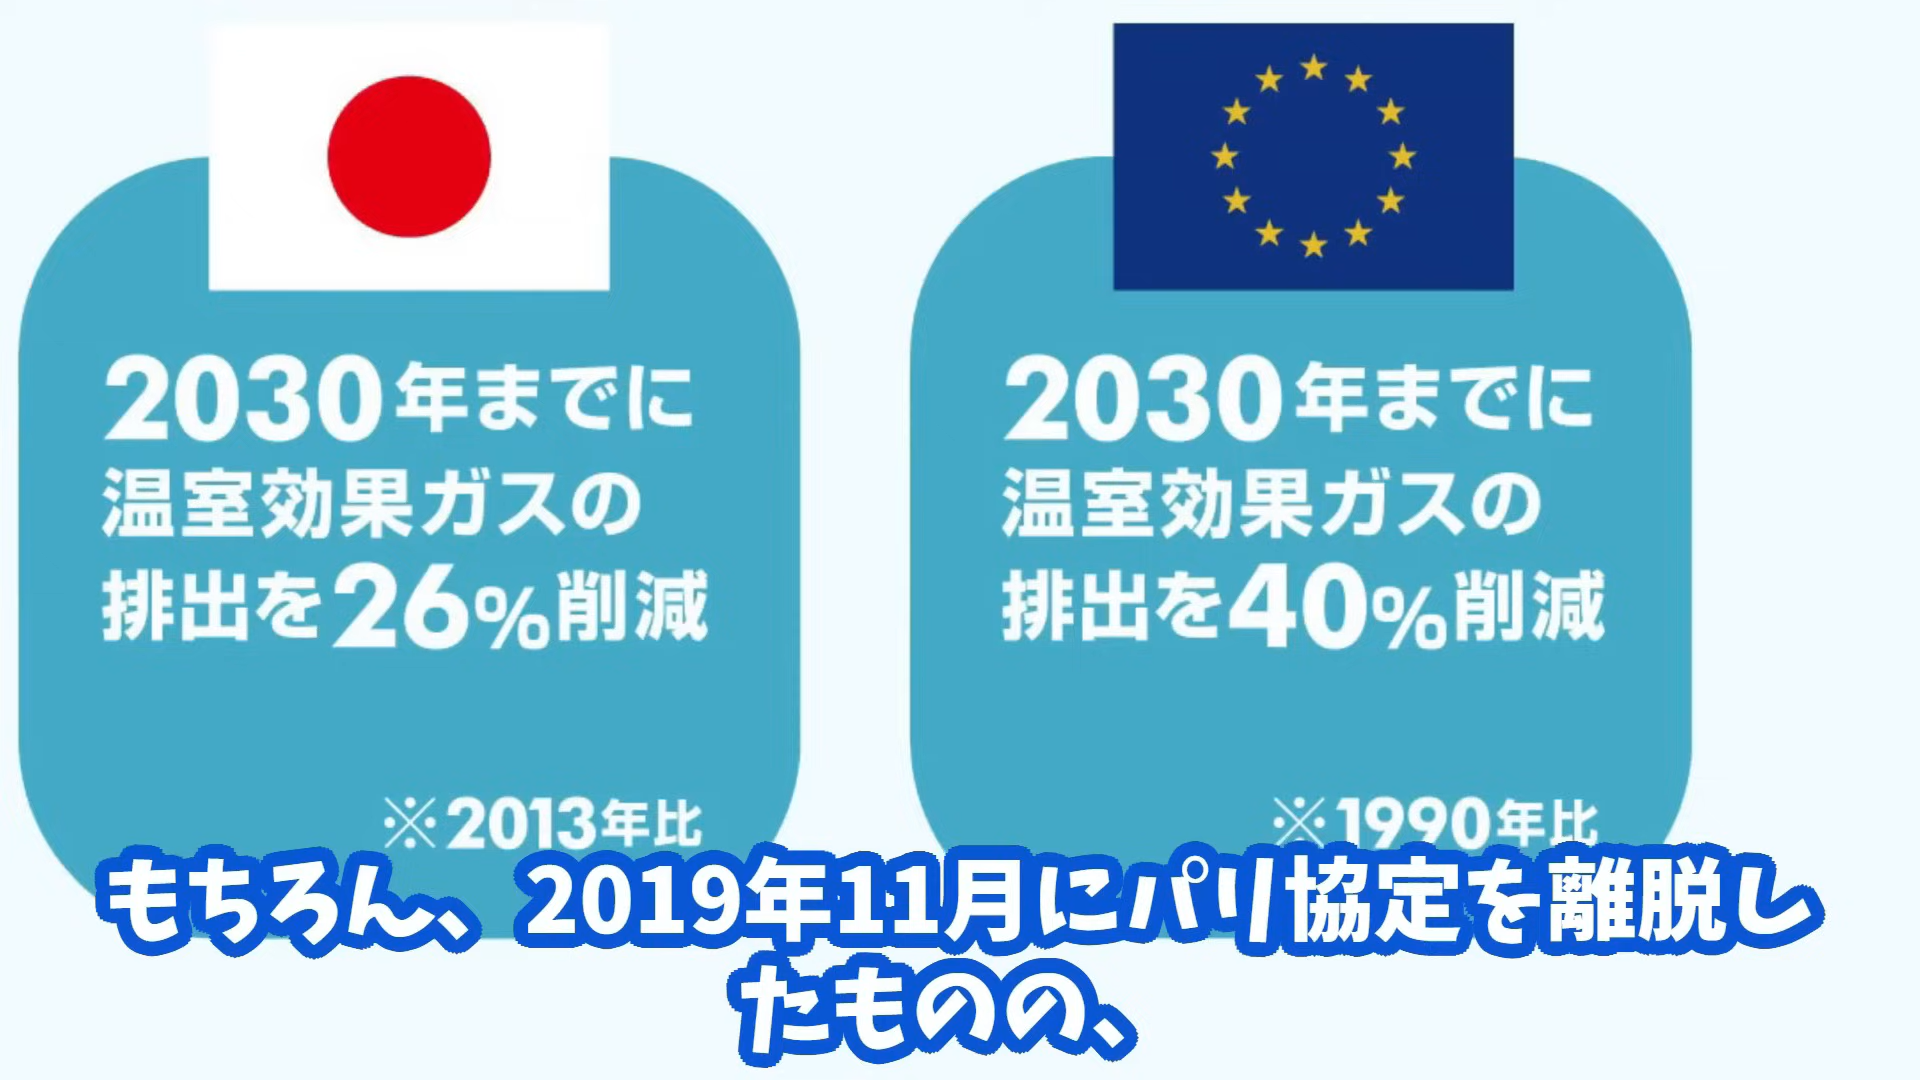 2030年までに
温室効果ガスの
排出を26%削減
※2013年比
2030年までに
温室効果ガスの
排出を40%削減
※1990年比
もちろん、2019年11月にパリ協定を離脱し
たものの、